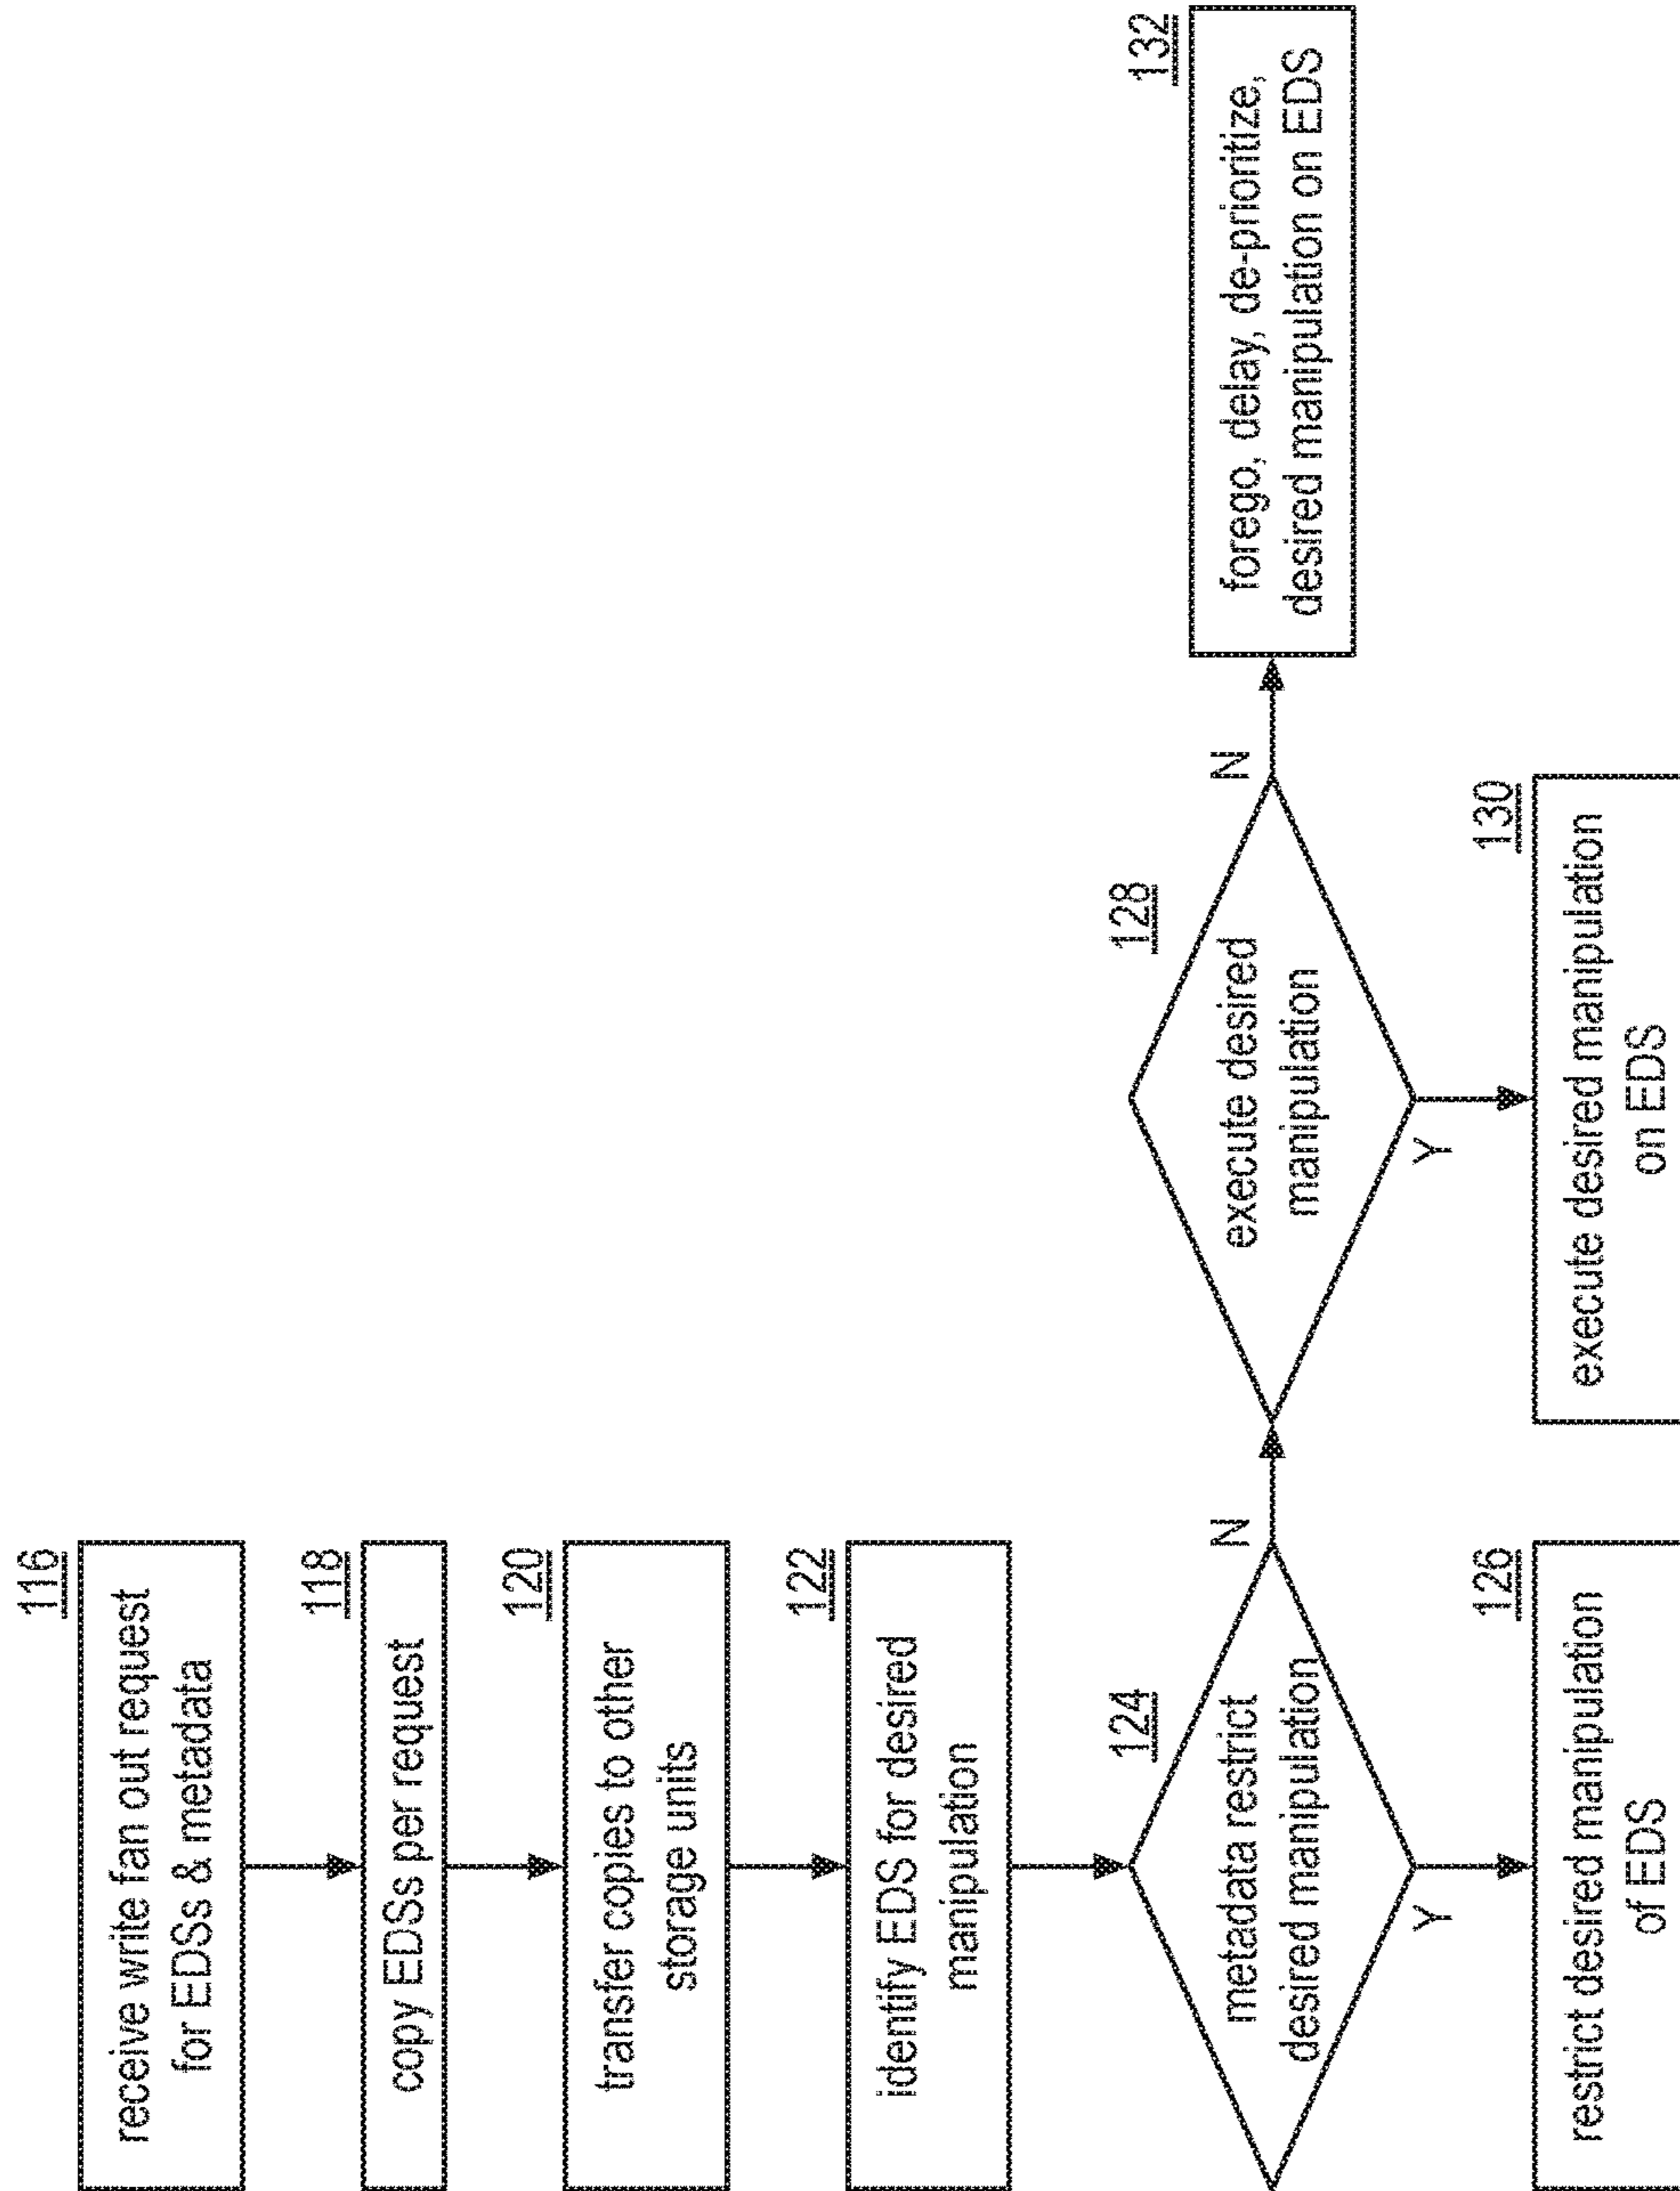 116
receive write fan out request
for EDSs & metadata
118
copy EDSs per request
120
transfer copies to other
storage units
122
identify EDS for desired
manipulation
124
metadata restrict
desired manipulation
N
Y
126
restrict desired manipulation
of EDS
128
execute desired
manipulation
N
Y
130
execute desired manipulation
on EDS
132
forego, delay, de-prioritize,
desired manipulation on EDS